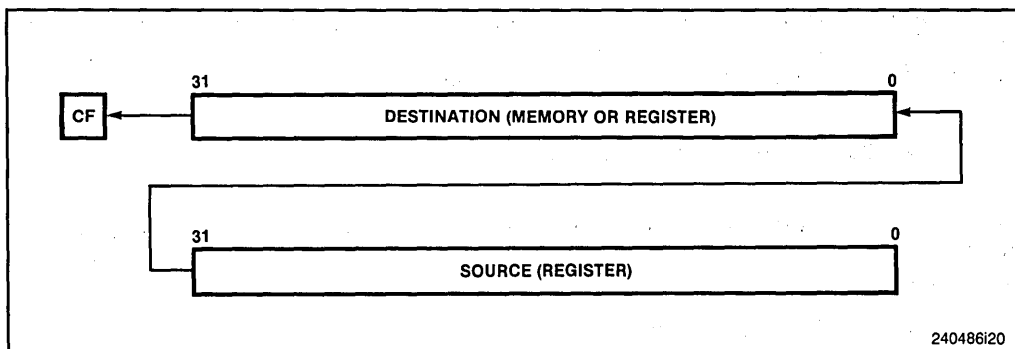 31 0
CF DESTINATION (MEMORY OR REGISTER)
31 0
SOURCE (REGISTER)
240486i20